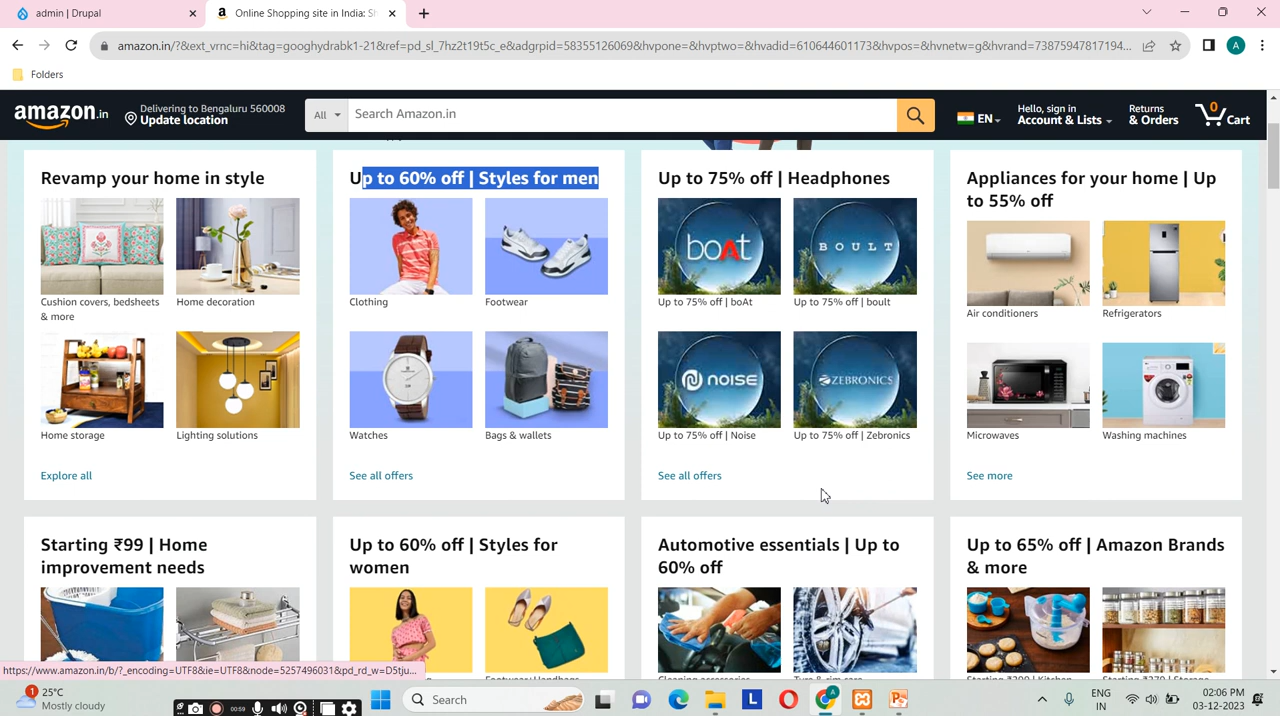 admin | Drupal
Online Shopping site in India: Sh
amazon.in/?&ext_vrnc=hi&tag=googhydrabk1-21&ref=pd_sl_7hz2t19t5c_e&adgrpid=58355126069&hvpone=&hvptwo=&hvadid=610644601173&hvpos=&hvnetw=g&hvrand=73875947817194...
A
Folders
amazon.in
Delivering to Bengaluru 560008
Update location
All
Search Amazon.in
EN
Hello, sign in
Account & Lists
Returns
& Orders
0
Cart
Revamp your home in style
Cushion covers, bedsheets
& more
Home decoration
Home storage
Lighting solutions
Explore all
Up to 60% off | Styles for men
Clothing
Footwear
Watches
Bags & wallets
See all offers
Up to 75% off | Headphones
boAt
BOULT
Up to 75% off | boAt
Up to 75% off | boult
NOISE
ZEBRONICS
Up to 75% off | Noise
Up to 75% off | Zebronics
See all offers
Appliances for your home | Up
to 55% off
Air conditioners
Refrigerators
Microwaves
Washing machines
See more
Starting ₹99 | Home
improvement needs
Up to 60% off | Styles for
women
Automotive essentials | Up to
60% off
Up to 65% off | Amazon Brands
& more
https://www.amazon.in/b/?_encoding=UTF8&ie=UTF8&node=5257496031&pd_rd_w=D5tju...
1
25°C
Mostly cloudy
00:59
Search
L
A
ENG
IN
02:06 PM
03-12-2023